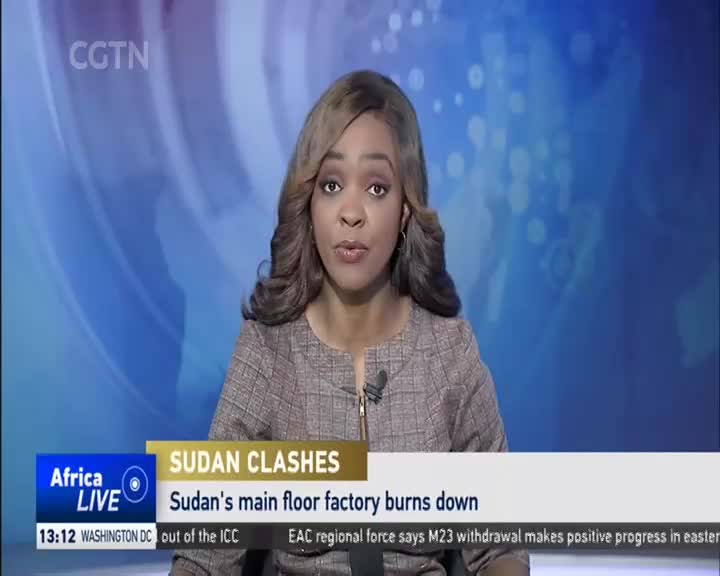 CGTN
SUDAN CLASHES
Africa
LIVE
Sudan's main floor factory burns down
13:12 WASHINGTON DC
out of the ICC EAC regional force says M23 withdrawal makes positive progress in easter